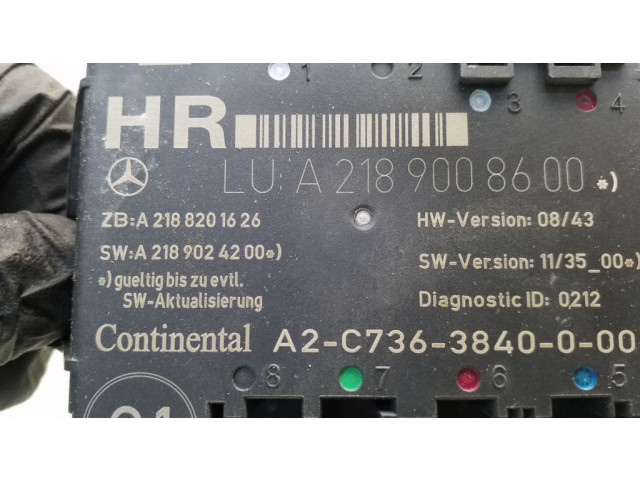 1 2 3 4
HR
LU: A 218 900 86 00 *)
ZB:A 218 820 16 26
HW-Version: 08/43
SW:A 218 902 42 00*)
SW-Version: 11/35_00*)
*) gueltig bis zu evtl.
SW-Aktualisierung
Diagnostic ID: 0212
Continental A2-C736-3840-0-00
8 7 6 5